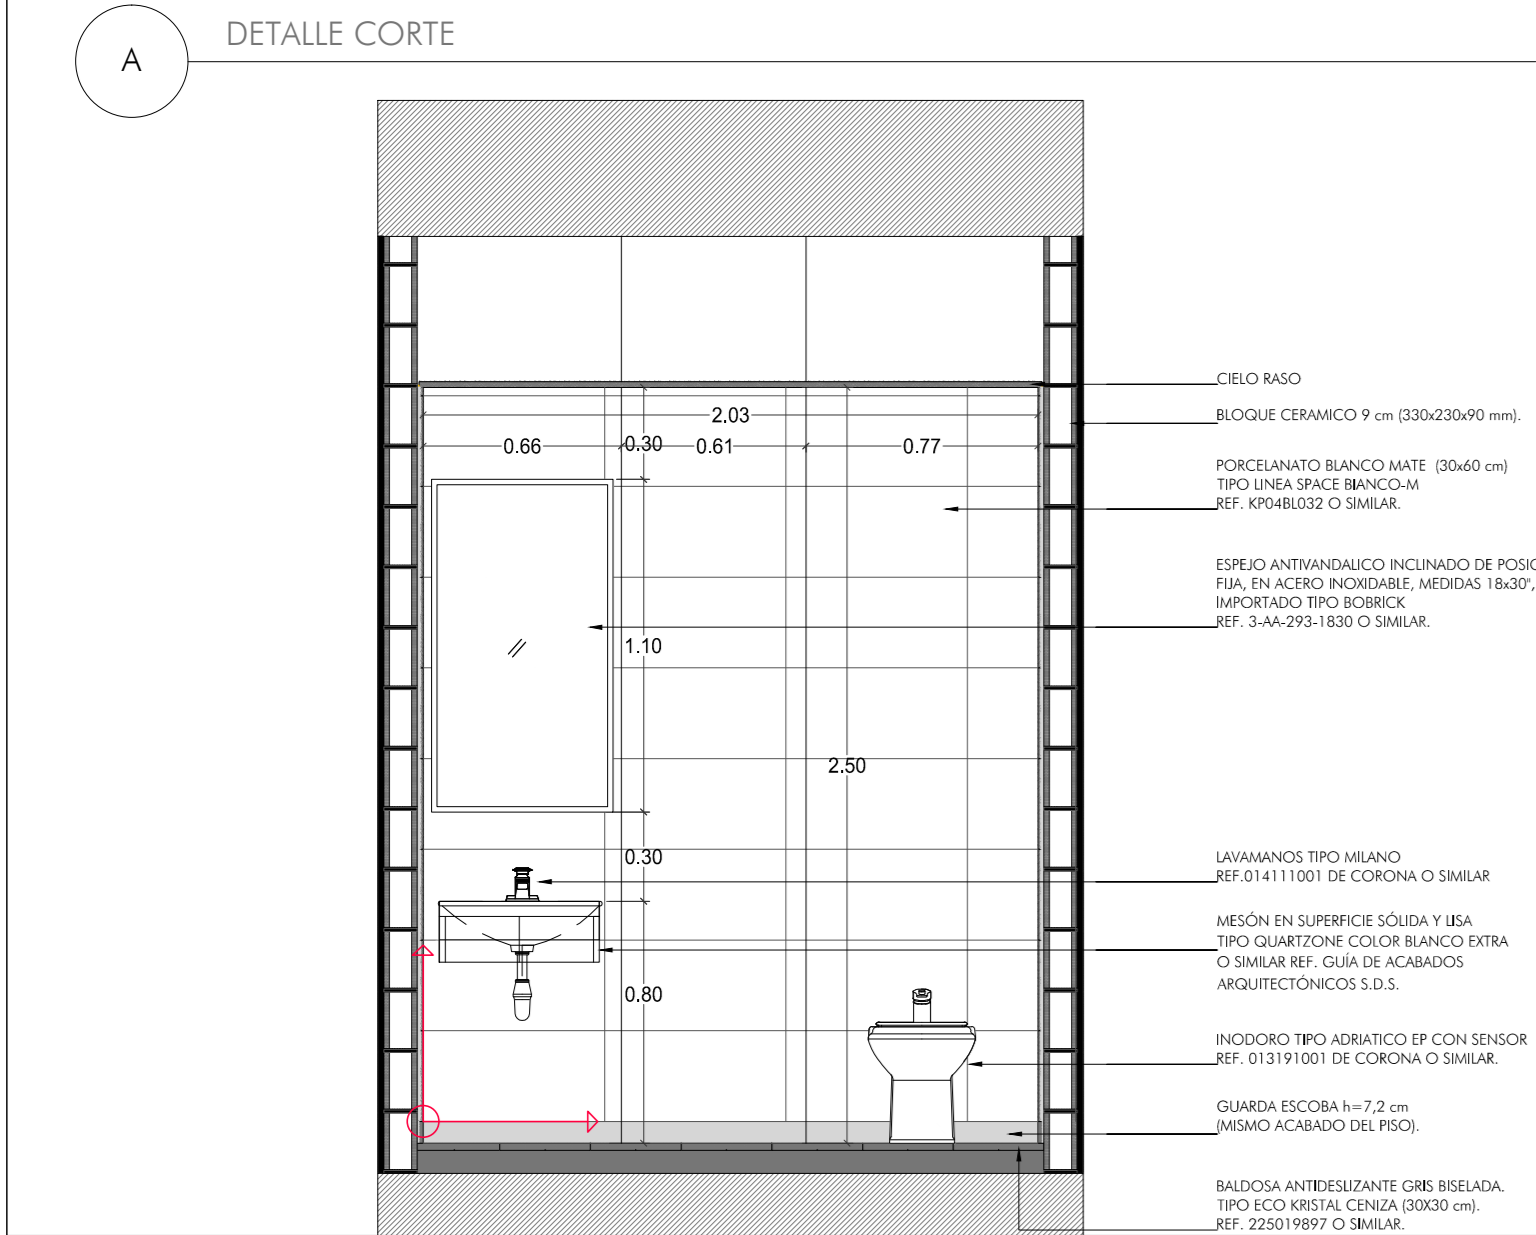 A
DETALLE CORTE
CIELO RASO
2.03
BLOQUE CERAMICO 9 cm (330x230x90 mm).
0.66
0.30
0.61
0.77
PORCELANATO BLANCO MATE (30x60 cm)
TIPO LINEA SPACE BIANCO-M
REF. KP04BL032 O SIMILAR.
ESPEJO ANTIVANDALICO INCLINADO DE
FIJA, EN ACERO INOXIDABLE, MEDIDAS 18x30",
IMPORTADO TIPO BOBRICK
REF. 3-AA-293-1830 O SIMILAR.
1.10
2.50
0.30
LAVAMANOS TIPO MILANO
REF.014111001 DE CORONA O SIMILAR
MESÓN EN SUPERFICIE SÓLIDA Y LISA
TIPO QUARTZONE COLOR BLANCO EXTRA
O SIMILAR REF. GUÍA DE ACABADOS
ARQUITECTÓNICOS S.D.S.
0.80
INODORO TIPO ADRIATICO EP CON SENSOR
REF. 013191001 DE CORONA O SIMILAR.
GUARDA ESCOBA h=7,2 cm
(MISMO ACABADO DEL PISO).
BALDOSA ANTIDESLIZANTE GRIS BISELADA.
TIPO ECO KRISTAL CENIZA (30X30 cm).
REF. 225019897 O SIMILAR.